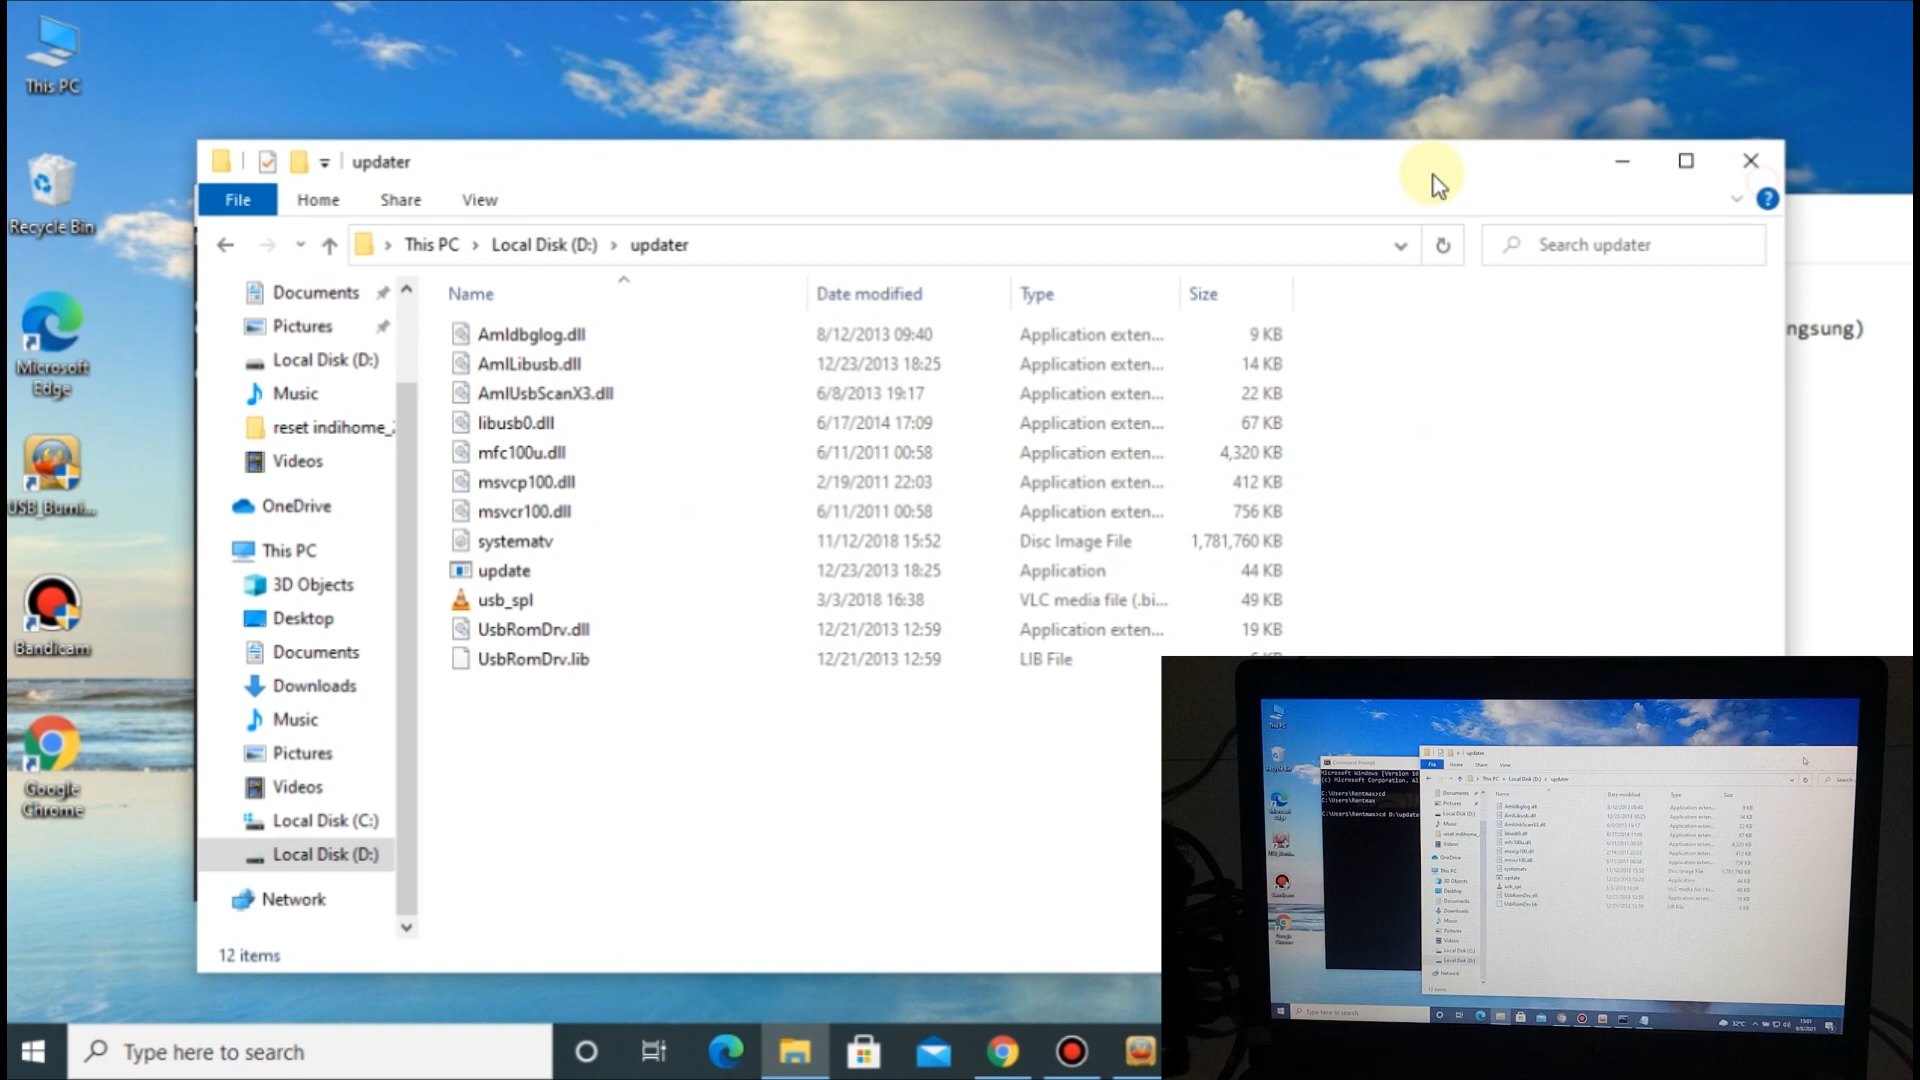 This PC
Recycle Bin
Microsoft
Edge
USB_Burni...
Bandicam
Google
Chrome
updater
File Home Share View
This PC > Local Disk (D:) > updater
Search updater
Documents
Pictures
Local Disk (D:)
Music
reset indihome_
Videos
OneDrive
This PC
3D Objects
Desktop
Documents
Downloads
Music
Pictures
Videos
Local Disk (C:)
Local Disk (D:)
Network
Name Date modified Type Size
Amldbglog.dll 8/12/2013 09:40 Application exten... 9 KB
AmlLibusb.dll 12/23/2013 18:25 Application exten... 14 KB
AmlUsbScanX3.dll 6/8/2013 19:17 Application exten... 22 KB
libusb0.dll 6/17/2014 17:09 Application exten... 67 KB
mfc100u.dll 6/11/2011 00:58 Application exten... 4,320 KB
msvcp100.dll 2/19/2011 22:03 Application exten... 412 KB
msvcr100.dll 6/11/2011 00:58 Application exten... 756 KB
systematv 11/12/2018 15:52 Disc Image File 1,781,760 KB
update 12/23/2013 18:25 Application 44 KB
usb_spl 3/3/2018 16:38 VLC media file (.bi... 49 KB
UsbRomDrv.dll 12/21/2013 12:59 Application exten... 19 KB
UsbRomDrv.lib 12/21/2013 12:59 LIB File
12 items
ngsung)
Type here to search